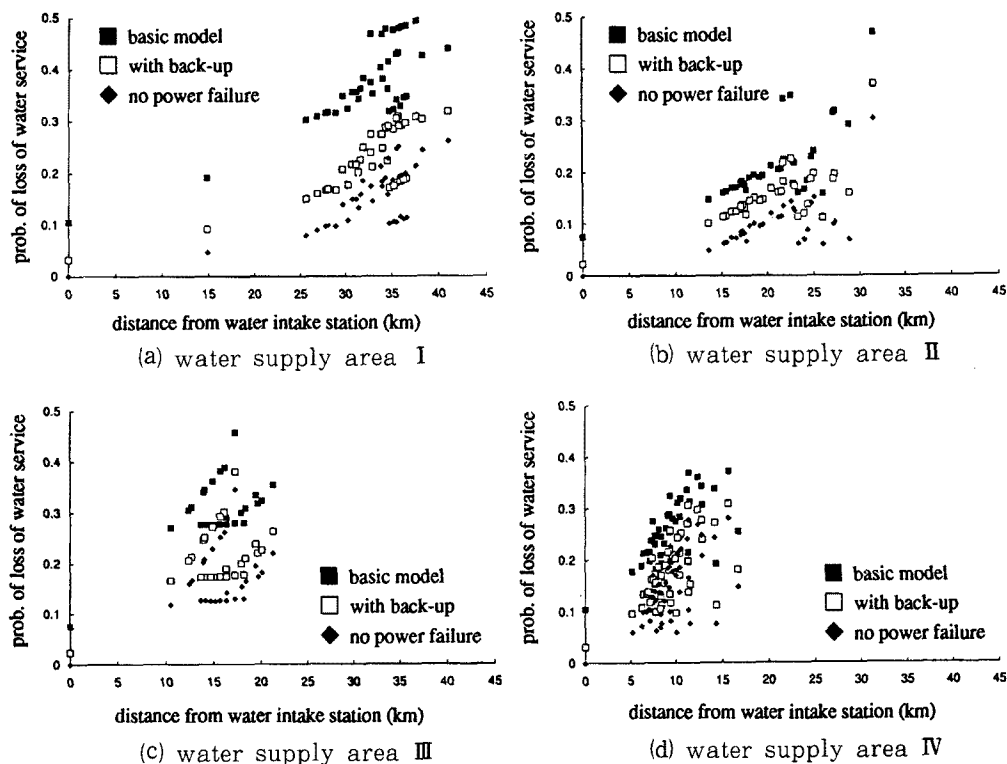 prob. of loss of water service
0.5
0.4
0.3
0.2
0.1
0
■ basic model
□ with back-up
◆ no power failure
0 5 10 15 20 25 30 35 40 45
distance from water intake station (km)
(a) water supply area Ⅰ
prob. of loss of water service
0.5
0.4
0.3
0.2
0.1
0
■ basic model
□ with back-up
◆ no power failure
0 5 10 15 20 25 30 35 40 45
distance from water intake station (km)
(b) water supply area Ⅱ
prob. of loss of water service
0.5
0.4
0.3
0.2
0.1
0
■ basic model
□ with back-up
◆ no power failure
0 5 10 15 20 25 30 35 40 45
distance from water intake station (km)
(c) water supply area Ⅲ
prob. of loss of water service
0.5
0.4
0.3
0.2
0.1
0
■ basic model
□ with back-up
◆ no power failure
0 5 10 15 20 25 30 35 40 45
distance from water intake station (km)
(d) water supply area Ⅳ